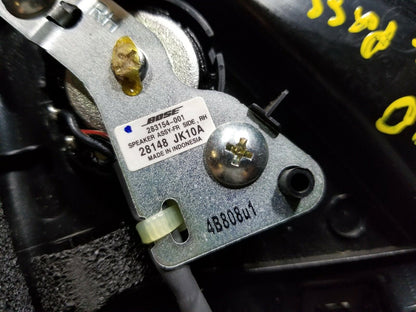 BOSE
283154-001
SPEAKER ASSY-FR SIDE, RH
28148 JK10A
MADE IN INDONESIA
4B808u1